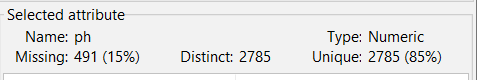 Selected attribute
Name: ph Type: Numeric
Missing: 491 (15%) Distinct: 2785 Unique: 2785 (85%)